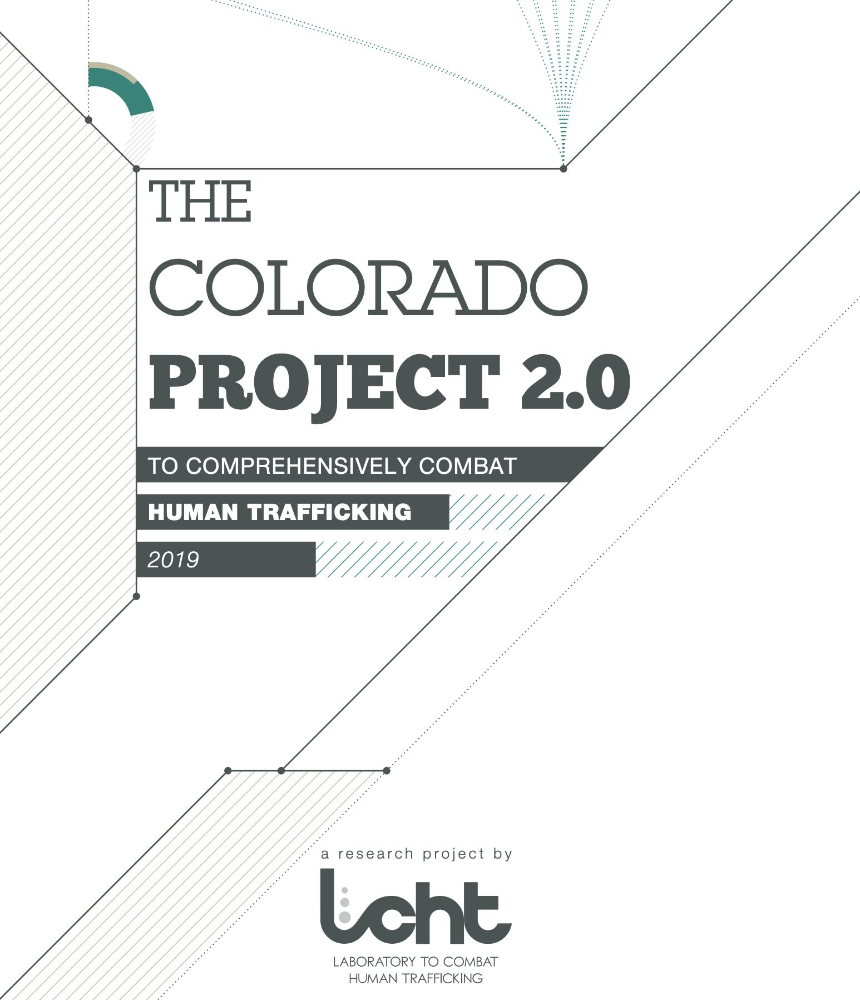 THE
COLORADO
PROJECT 2.0
TO COMPREHENSIVELY COMBAT
HUMAN TRAFFICKING
2019
a research project by
lcht
LABORATORY TO COMBAT
HUMAN TRAFFICKING